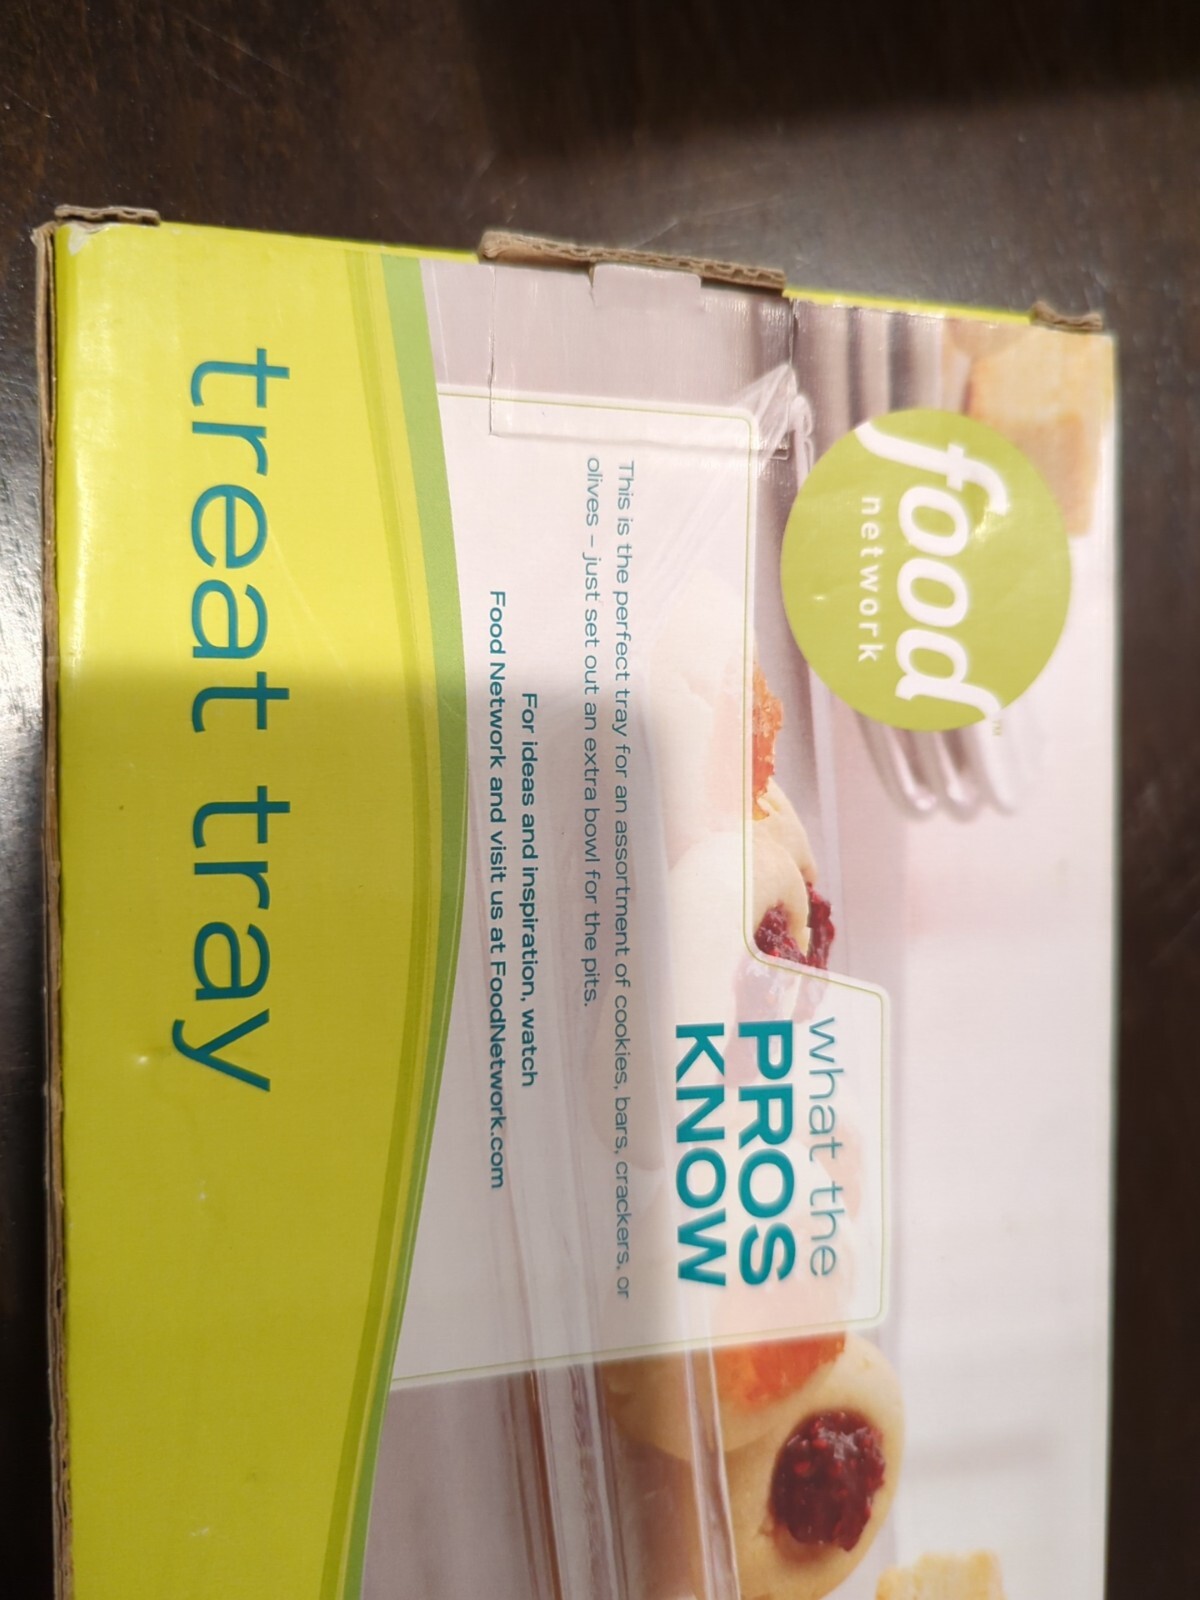 food™
network
what the
PROS
KNOW
This is the perfect tray for an assortment of cookies, bars, crackers, or
olives – just set out an extra bowl for the pits.
For ideas and inspiration, watch
Food Network and visit us at FoodNetwork.com
treat tray